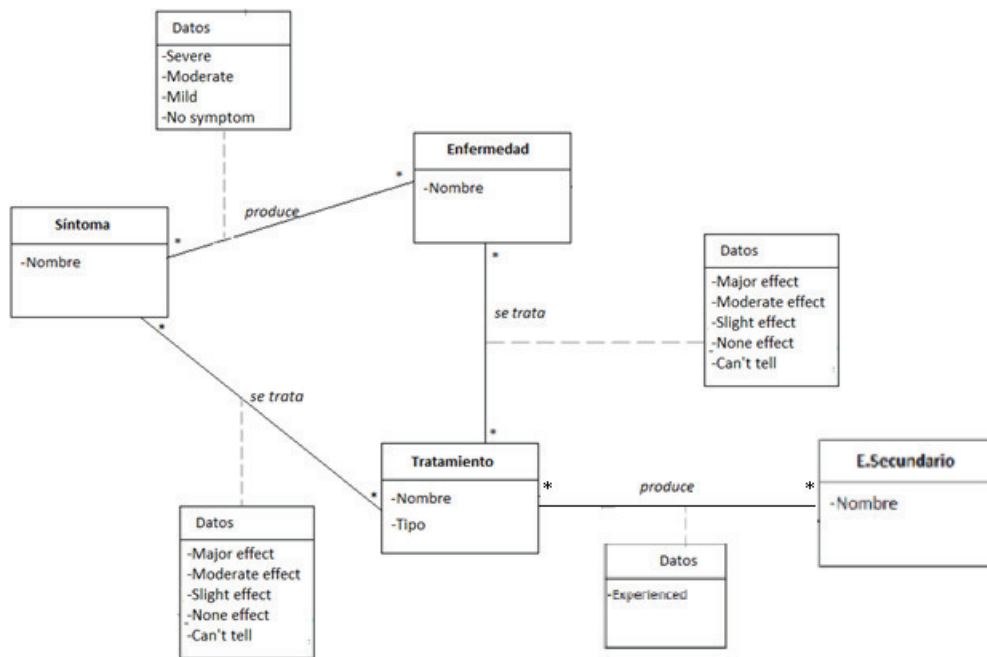 Datos
-Severe
-Moderate
-Mild
-No symptom
Enfermedad
-Nombre
*
produce
*
Síntoma
-Nombre
*
se trata
*
Datos
-Major effect
-Moderate effect
-Slight effect
-None effect
-Can't tell
*
se trata
*
Datos
-Major effect
-Moderate effect
-Slight effect
-None effect
-Can't tell
Tratamiento
-Nombre
-Tipo
*
produce
*
E.Secundario
-Nombre
Datos
-Experienced